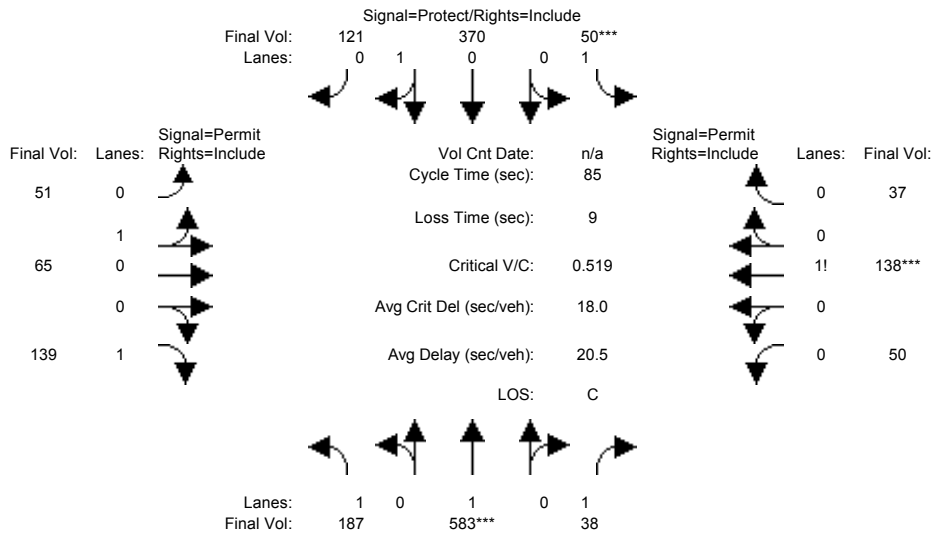 Signal=Protect/Rights=Include
Final Vol: 121 370 50***
Lanes: 0 1 0 0 1
Signal=Permit Signal=Permit
Final Vol: Lanes: Rights=Include Vol Cnt Date: n/a Rights=Include Lanes: Final Vol:
Cycle Time (sec): 85
51 0 0 37
Loss Time (sec): 9
1 0
65 0 Critical V/C: 0.519 1! 138***
0 Avg Crit Del (sec/veh): 18.0 0
139 1 Avg Delay (sec/veh): 20.5 0 50
LOS: C
Lanes: 1 0 1 0 1
Final Vol: 187 583*** 38